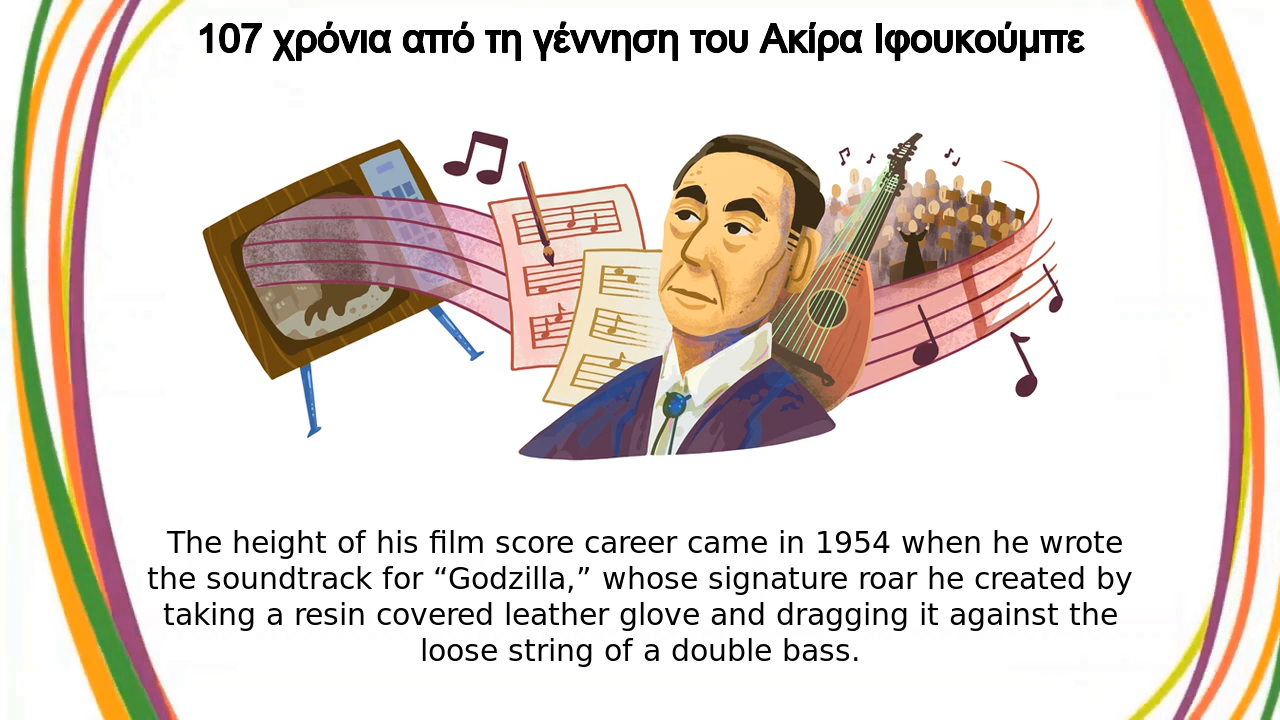 107 χρόνια από τη γέννηση του Ακίρα Ιφουκούμπε
The height of his film score career came in 1954 when he wrote
the soundtrack for “Godzilla,” whose signature roar he created by
taking a resin covered leather glove and dragging it against the
loose string of a double bass.